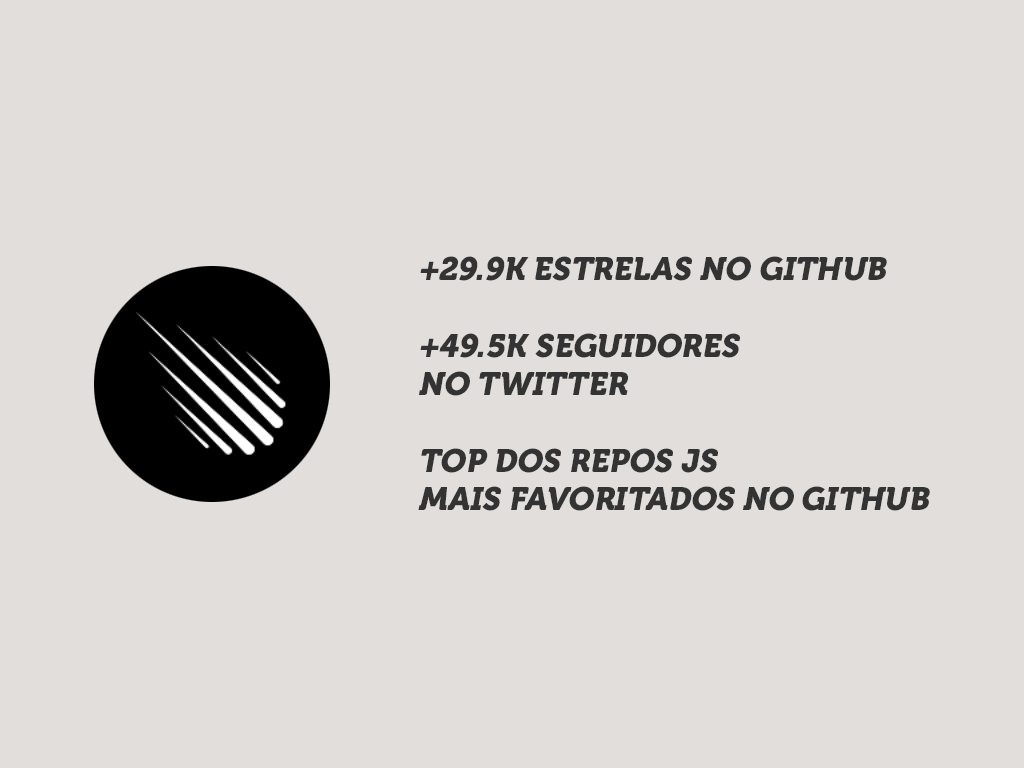 +29.9K ESTRELAS NO GITHUB
+49.5K SEGUIDORES
NO TWITTER
TOP DOS REPOS JS
MAIS FAVORITADOS NO GITHUB